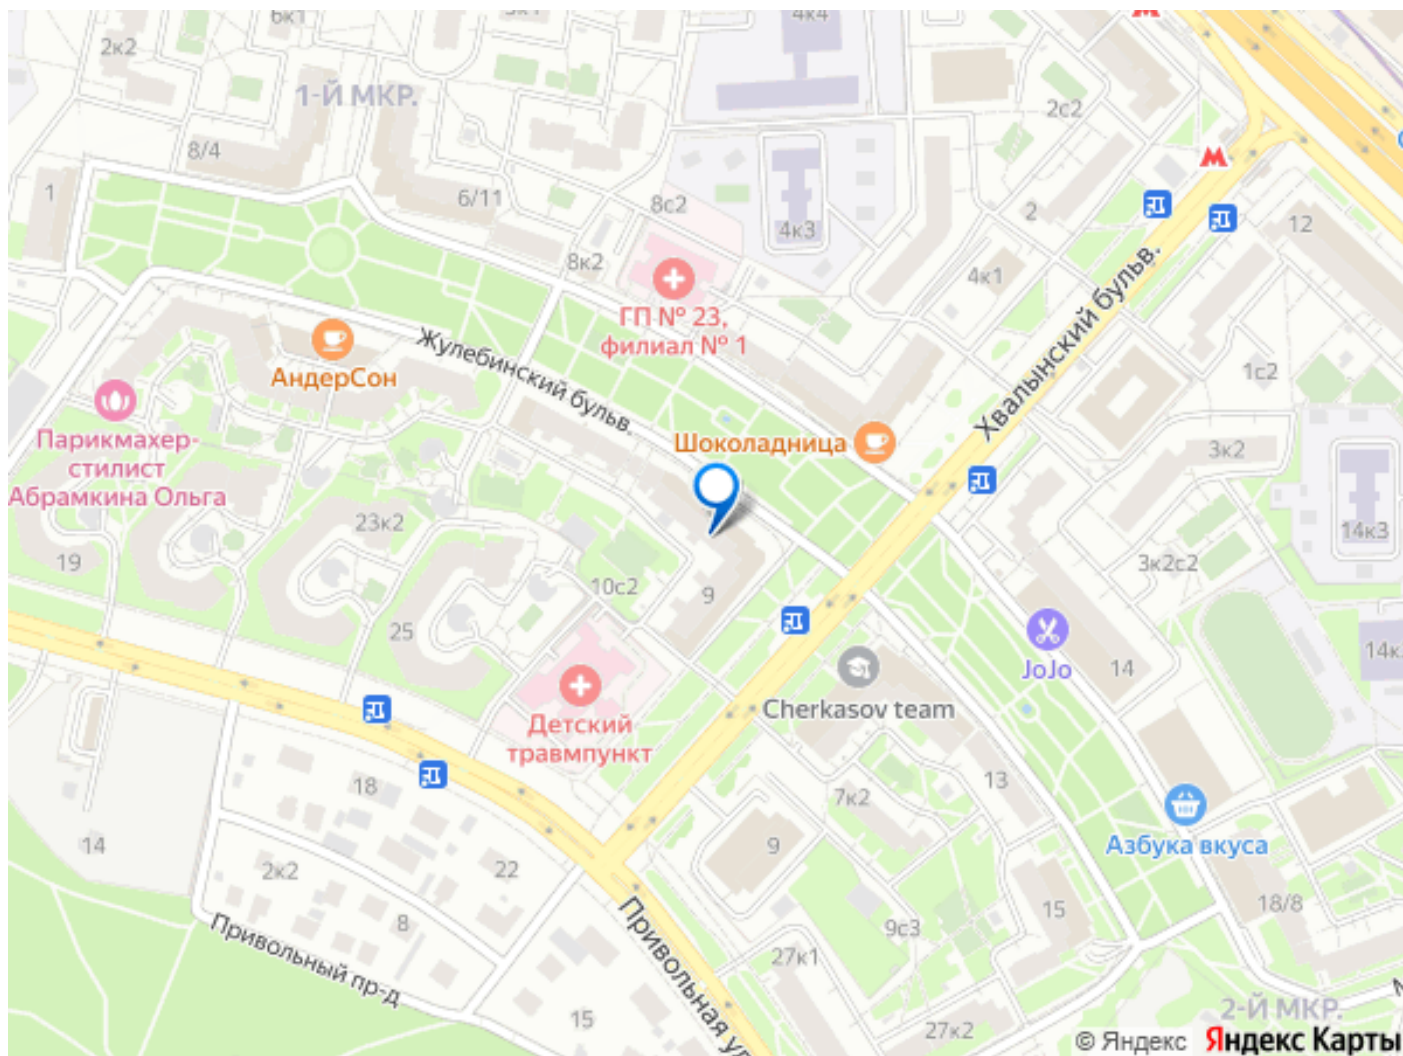 6к1
4к4
2к2
1-Й МКР.
2с2
8/4
1
6/11
8с2
4к3
2
12
8к2
4к1
ГП № 23,
филиал № 1
Хвалынский бульв.
Жулебинский бульв.
АндерСон
1с2
Парикмахер-
стилист
Абрамкина Ольга
Шоколадница
3к2
23к2
14к3
19
10с2
9
3к2с2
25
JoJo
14
14к
Cherkasov team
Детский
травмпункт
13
18
7к2
14
9
Азбука вкуса
2к2
22
8
15
18/8
Привольный пр-д
Привольная ул
9с3
27к1
15
27к2
2-Й МКР.
© Яндекс Яндекс Карты